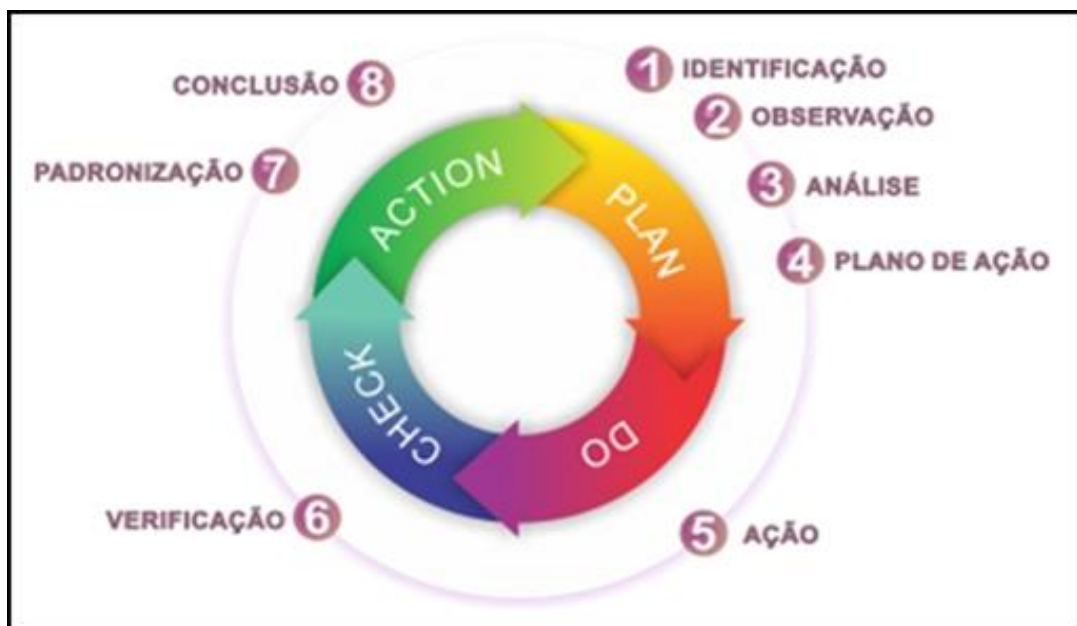 1 IDENTIFICAÇÃO
2 OBSERVAÇÃO
3 ANÁLISE
4 PLANO DE AÇÃO
5 AÇÃO
6 VERIFICAÇÃO
7 PADRONIZAÇÃO
8 CONCLUSÃO
PLAN
DO
CHECK
ACTION